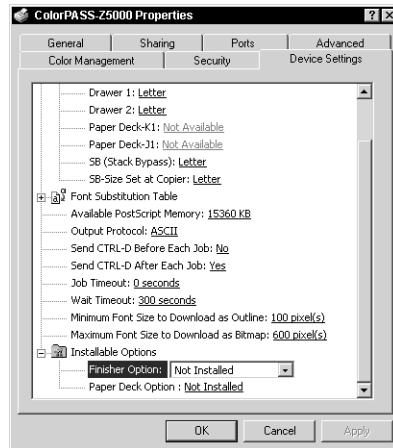 ColorPASS-Z5000 Properties
General Sharing Ports Advanced
Color Management Security Device Settings
Drawer 1: Letter
Drawer 2: Letter
Paper Deck-K1: Not Available
Paper Deck-J1: Not Available
SB (Stack Bypass): Letter
SB-Size Set at Copier: Letter
Font Substitution Table
Available PostScript Memory: 15360 KB
Output Protocol: ASCII
Send CTRL-D Before Each Job: No
Send CTRL-D After Each Job: Yes
Job Timeout: 0 seconds
Wait Timeout: 300 seconds
Minimum Font Size to Download as Outline: 100 pixel(s)
Maximum Font Size to Download as Bitmap: 600 pixel(s)
Installable Options
Finisher Option: Not Installed
Paper Deck Option : Not Installed
OK Cancel Apply